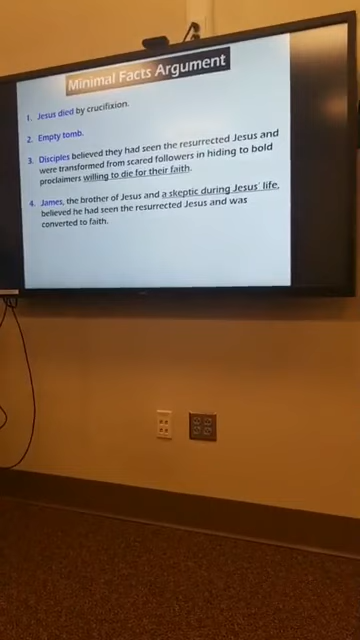 Minimal Facts Argument
1. Jesus died by crucifixion.
2. Empty tomb.
3. Disciples believed they had seen the resurrected Jesus and
were transformed from scared followers in hiding to bold
proclaimers willing to die for their faith.
4. James, the brother of Jesus and a skeptic during Jesus' life,
believed he had seen the resurrected Jesus and was
converted to faith.